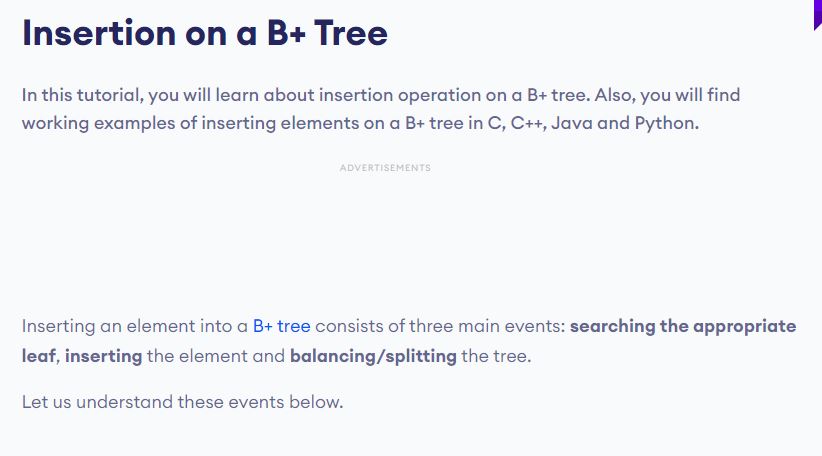 Insertion on a B+ Tree
In this tutorial, you will learn about insertion operation on a B+ tree. Also, you will find
working examples of inserting elements on a B+ tree in C, C++, Java and Python.
ADVERTISEMENTS
Inserting an element into a B+ tree consists of three main events: searching the appropriate
leaf, inserting the element and balancing/splitting the tree.
Let us understand these events below.